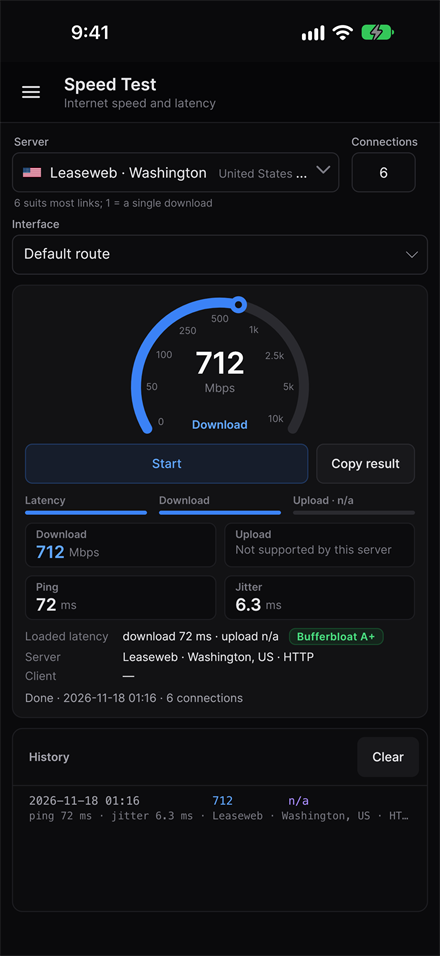 9:41
Speed Test
Internet speed and latency
Server
Connections
Leaseweb · Washington United States ...
6
6 suits most links; 1 = a single download
Interface
Default route
500
250
1k
100
712
2.5k
Mbps
50
5k
0
Download
10k
Start
Copy result
Latency
Download
Upload · n/a
Download
712 Mbps
Upload
Not supported by this server
Ping
72 ms
Jitter
6.3 ms
Loaded latency download 72 ms · upload n/a Bufferbloat A+
Server Leaseweb · Washington, US · HTTP
Client —
Done · 2026-11-18 01:16 · 6 connections
History
Clear
2026-11-18 01:16 712 n/a
ping 72 ms · jitter 6.3 ms · Leaseweb · Washington, US · HT…